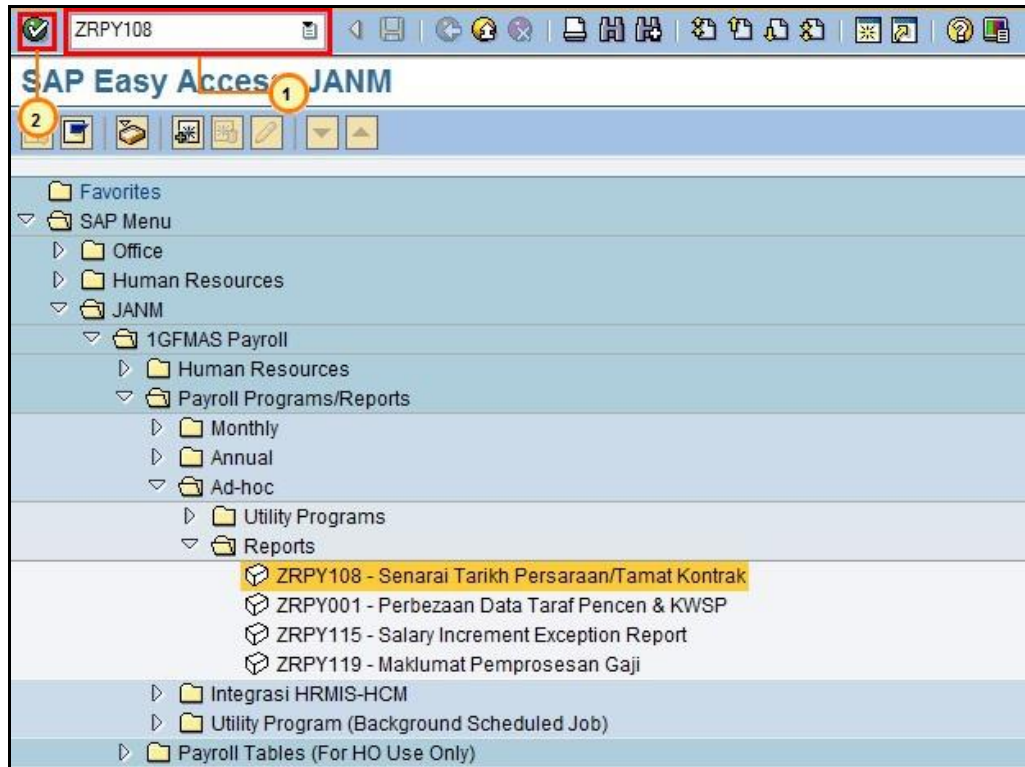 ZRPY108
SAP Easy Access JANM
1
2
Favorites
SAP Menu
Office
Human Resources
JANM
1GFMAS Payroll
Human Resources
Payroll Programs/Reports
Monthly
Annual
Ad-hoc
Utility Programs
Reports
ZRPY108 - Senarai Tarikh Persaraan/Tamat Kontrak
ZRPY001 - Perbezaan Data Taraf Pencen & KWSP
ZRPY115 - Salary Increment Exception Report
ZRPY119 - Maklumat Pemprosesan Gaji
Integrasi HRMIS-HCM
Utility Program (Background Scheduled Job)
Payroll Tables (For HO Use Only)